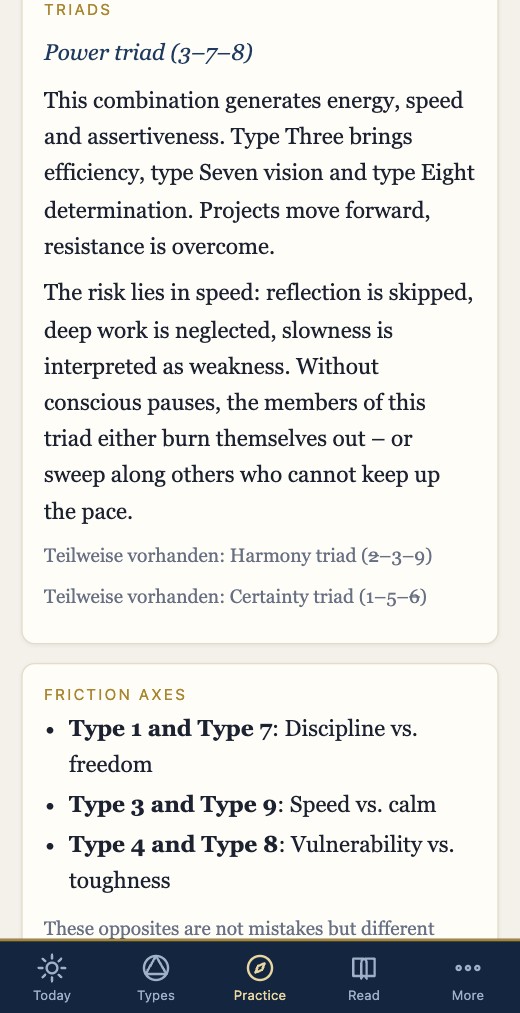 TRIADS
Power triad (3–7–8)
This combination generates energy, speed
and assertiveness. Type Three brings
efficiency, type Seven vision and type Eight
determination. Projects move forward,
resistance is overcome.
The risk lies in speed: reflection is skipped,
deep work is neglected, slowness is
interpreted as weakness. Without
conscious pauses, the members of this
triad either burn themselves out – or
sweep along others who cannot keep up
the pace.
Teilweise vorhanden: Harmony triad (2–3–9)
Teilweise vorhanden: Certainty triad (1–5–6)
FRICTION AXES
• Type 1 and Type 7: Discipline vs.
freedom
• Type 3 and Type 9: Speed vs. calm
• Type 4 and Type 8: Vulnerability vs.
toughness
These opposites are not mistakes but different
Today Types Practice Read More